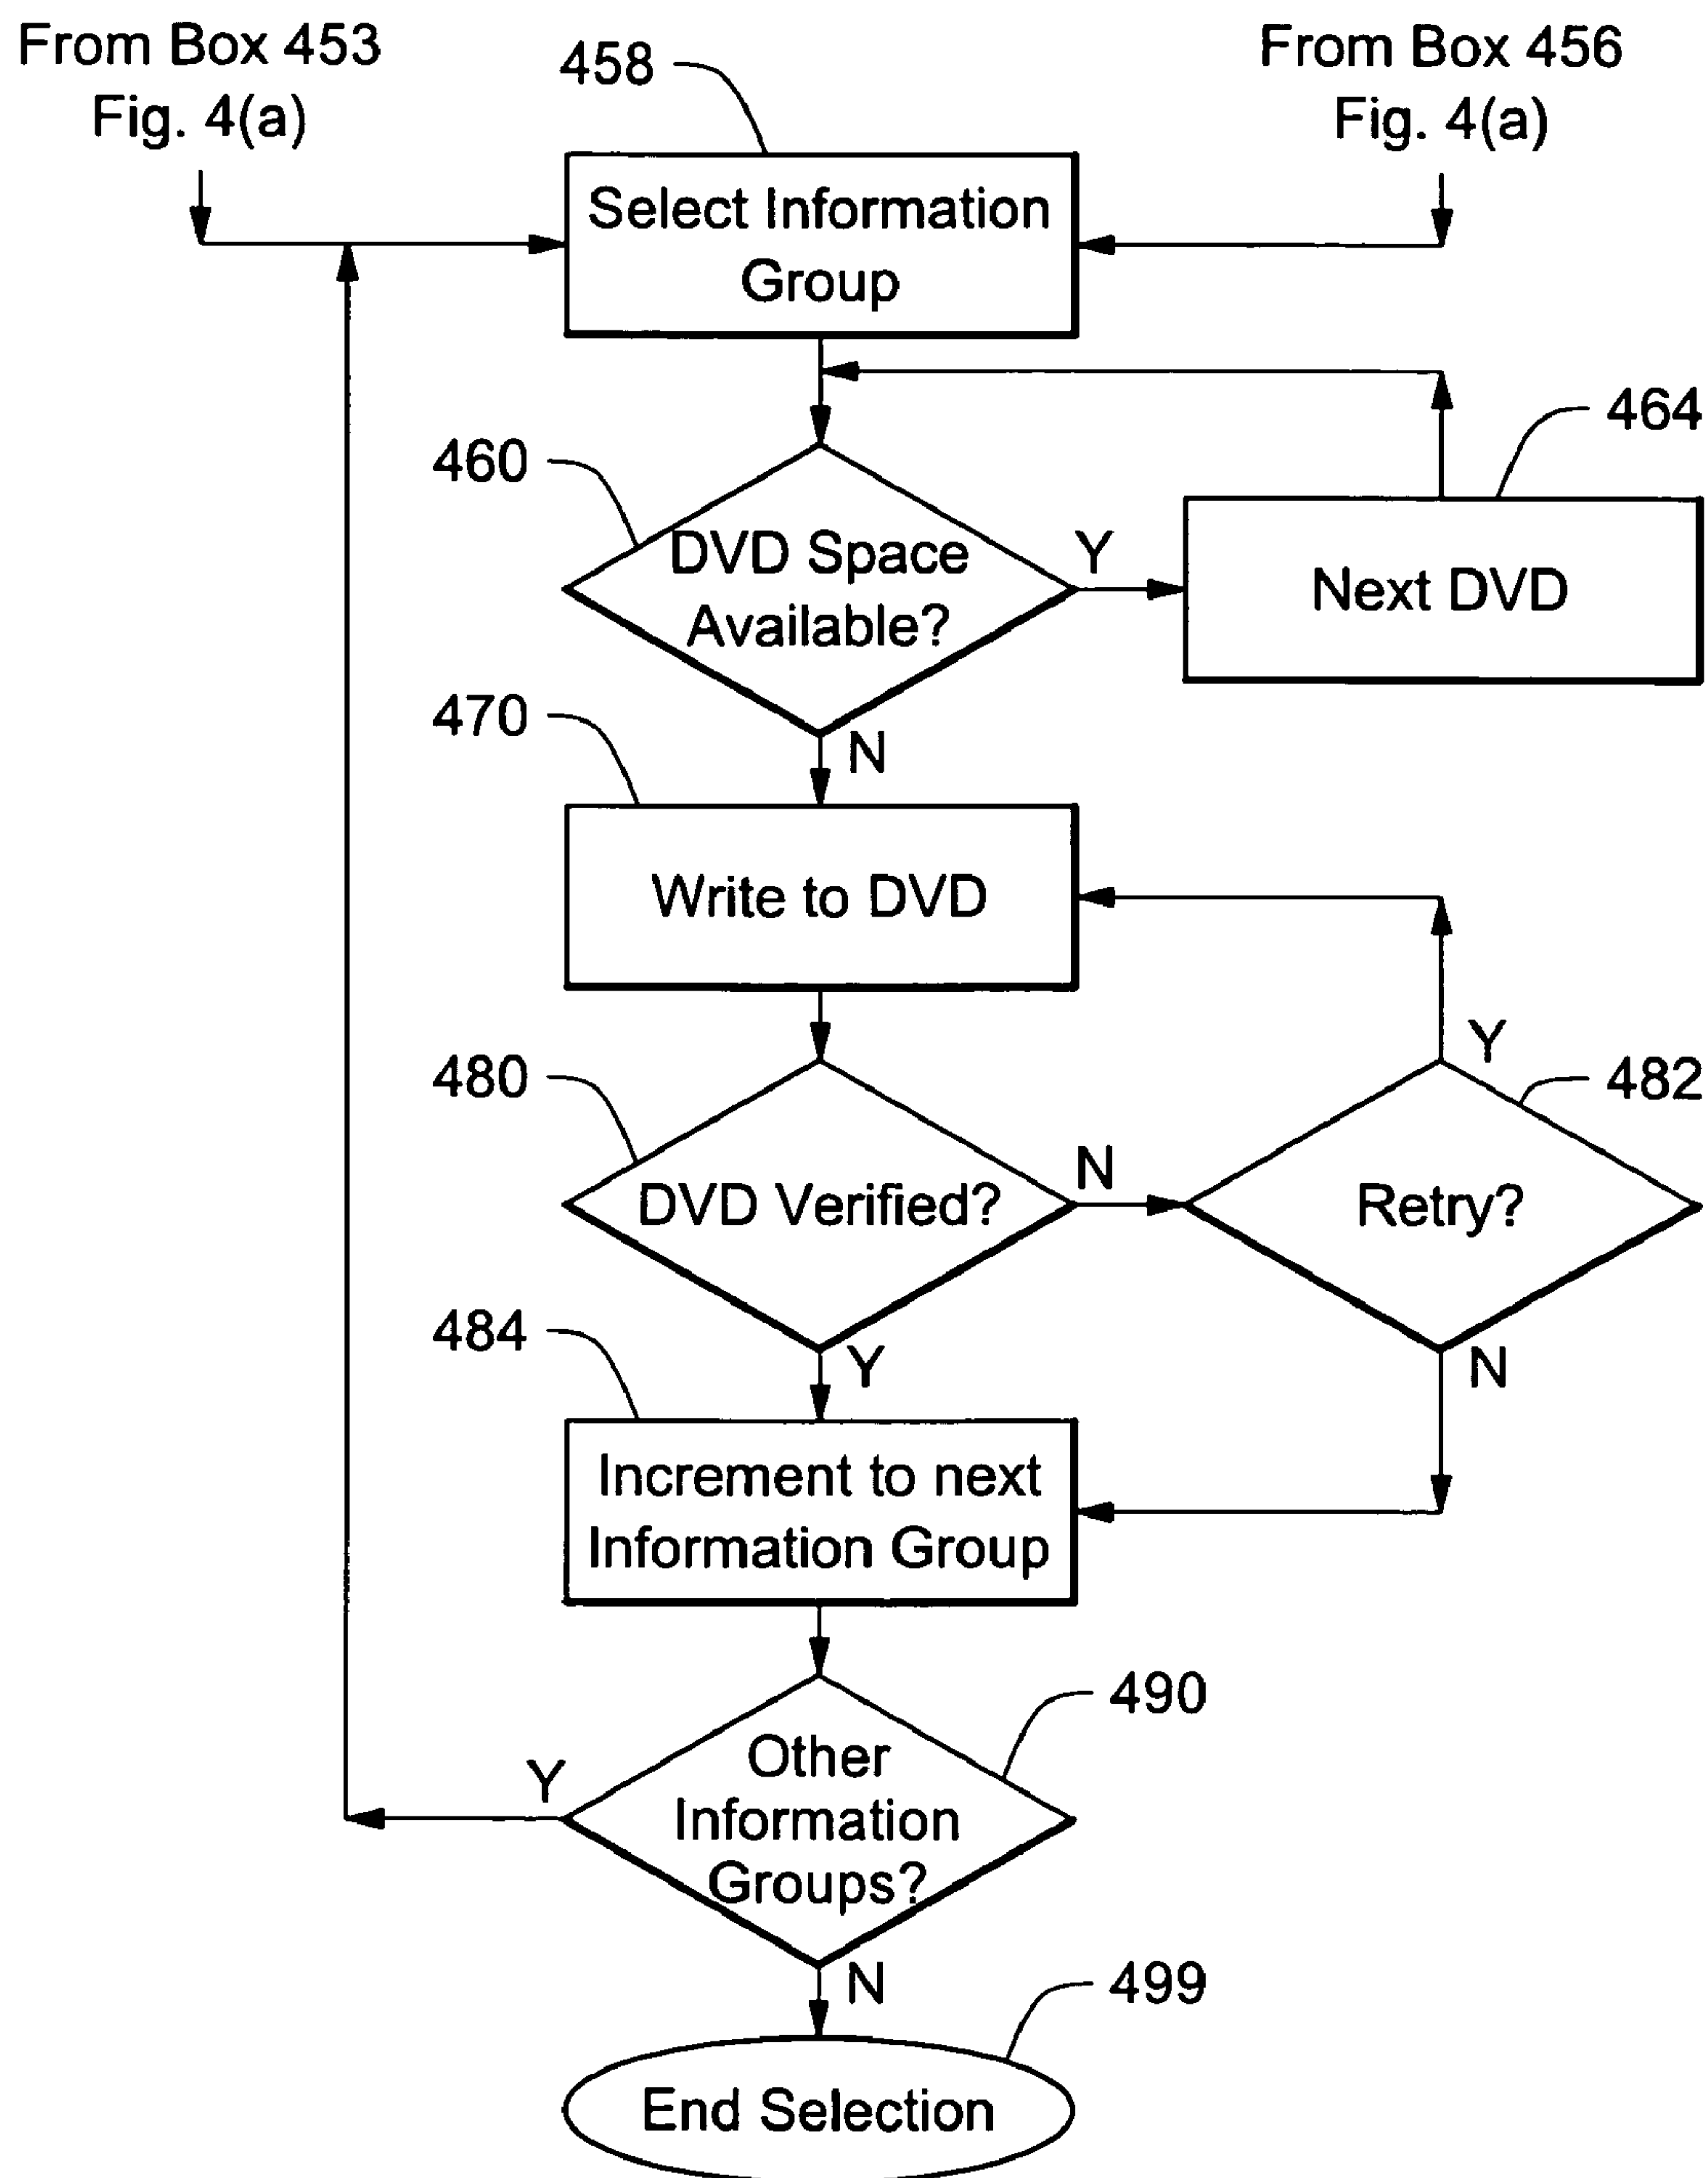 From Box 453
Fig. 4(a)
458
From Box 456
Fig. 4(a)
Select Information
Group
460
464
DVD Space
Available?
Y
Next DVD
N
470
Write to DVD
480
Y
482
DVD Verified?
N
Retry?
484
Y
N
Increment to next
Information Group
490
Y
Other
Information
Groups?
N
499
End Selection